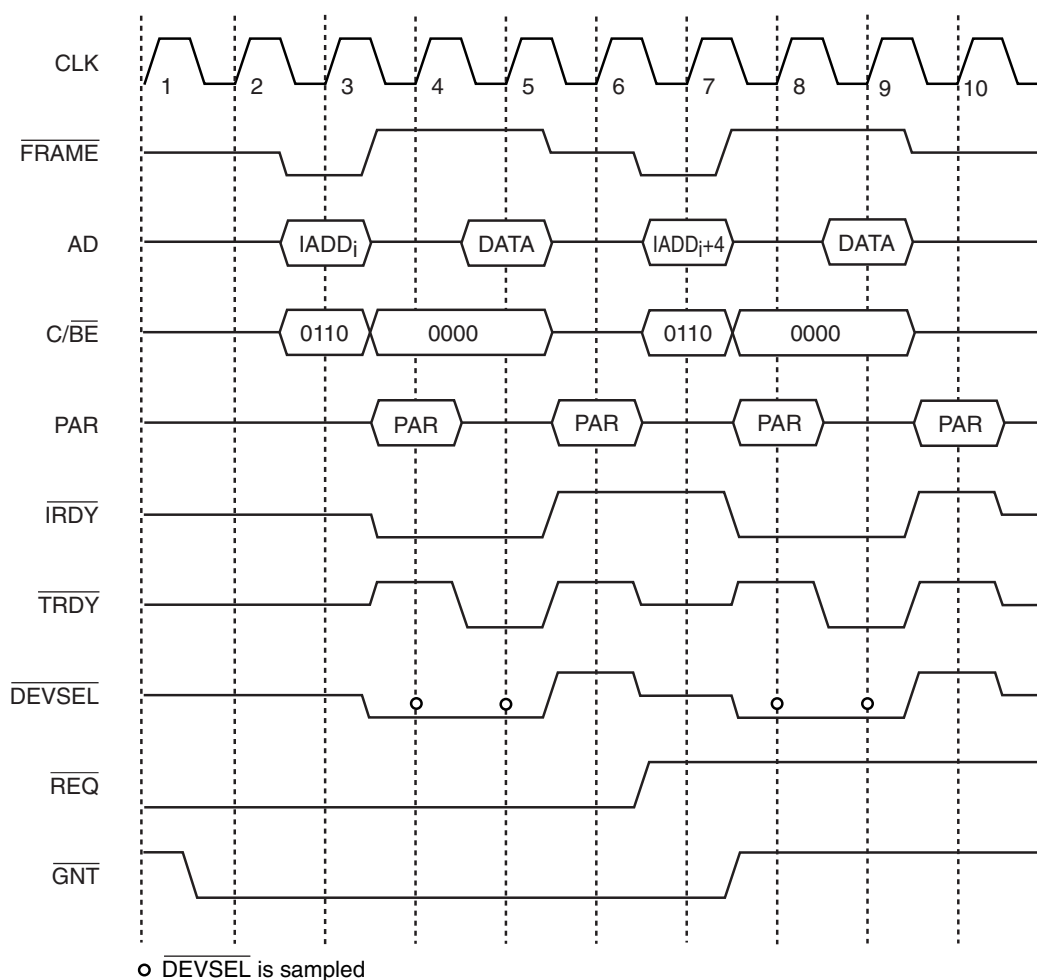 CLK
1 2 3 4 5 6 7 8 9 10
FRAME
AD
IADDi DATA IADDi+4 DATA
C/BE
0110 0000 0110 0000
PAR
PAR PAR PAR PAR
IRDY
TRDY
DEVSEL
REQ
GNT
DEVSEL is sampled